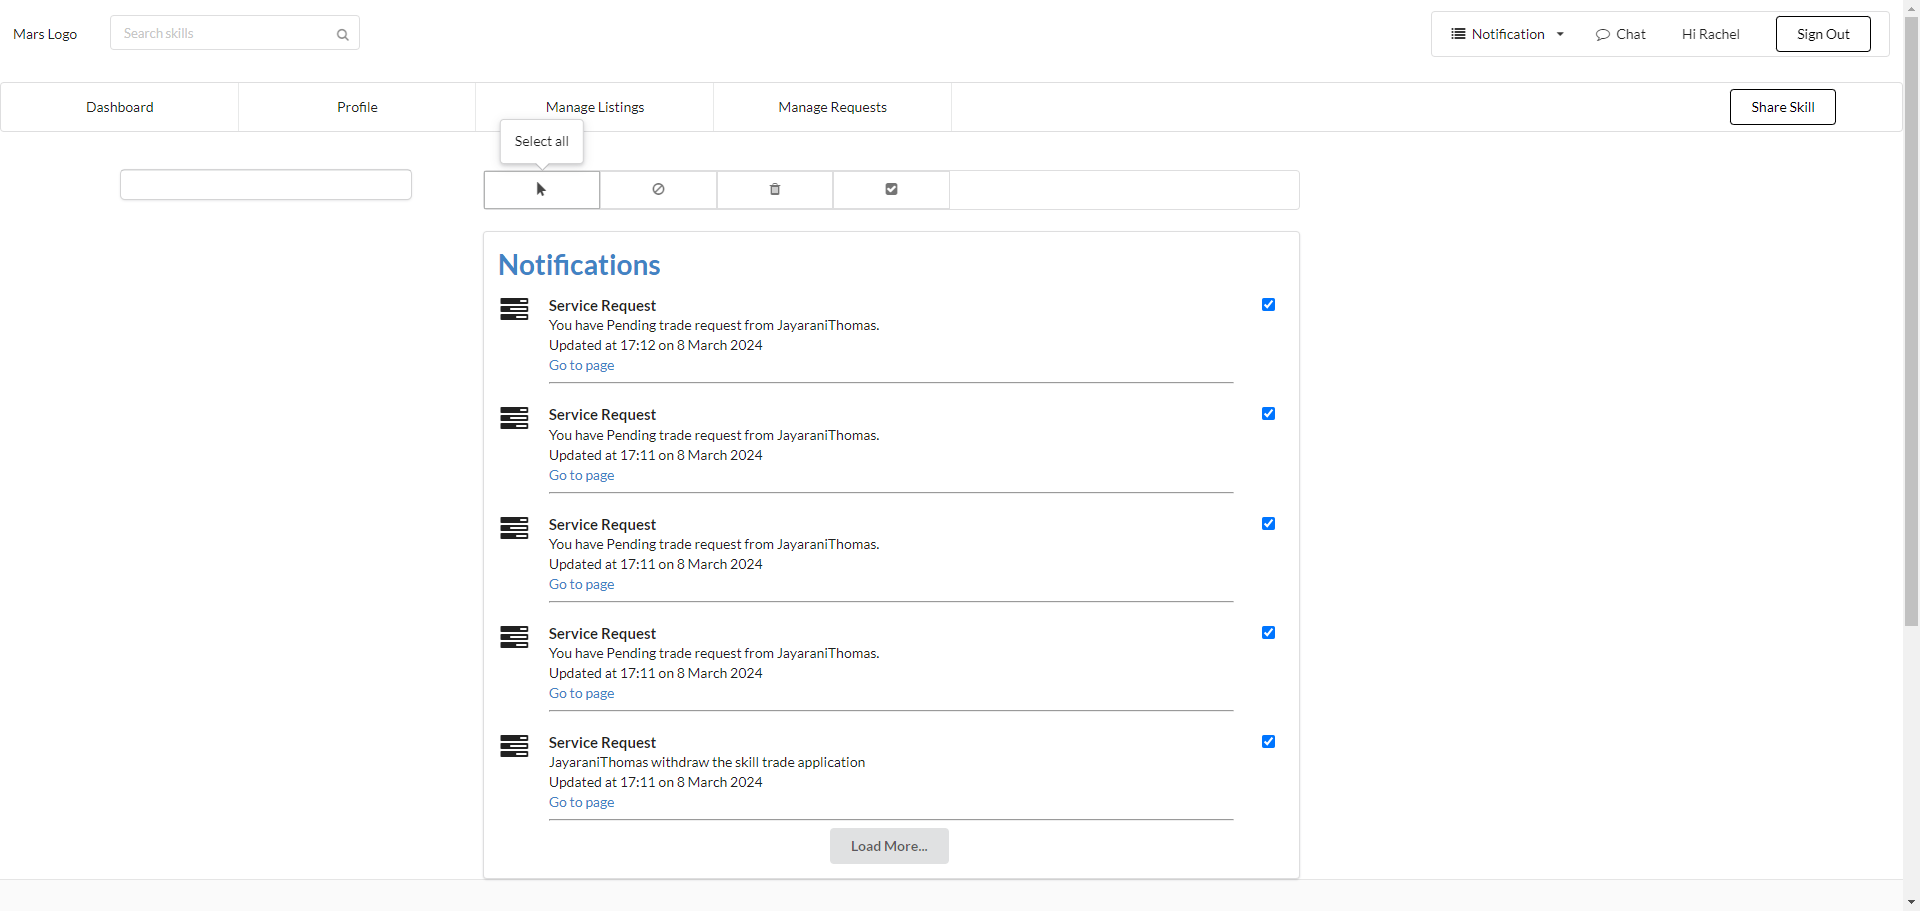 Mars Logo
Search skills
Notification
Chat
Hi Rachel
Sign Out
Dashboard
Profile
Manage Listings
Manage Requests
Share Skill
Select all
Notifications
Service Request
You have Pending trade request from JayaraniThomas.
Updated at 17:12 on 8 March 2024
Go to page
Service Request
You have Pending trade request from JayaraniThomas.
Updated at 17:11 on 8 March 2024
Go to page
Service Request
You have Pending trade request from JayaraniThomas.
Updated at 17:11 on 8 March 2024
Go to page
Service Request
You have Pending trade request from JayaraniThomas.
Updated at 17:11 on 8 March 2024
Go to page
Service Request
JayaraniThomas withdraw the skill trade application
Updated at 17:11 on 8 March 2024
Go to page
Load More...